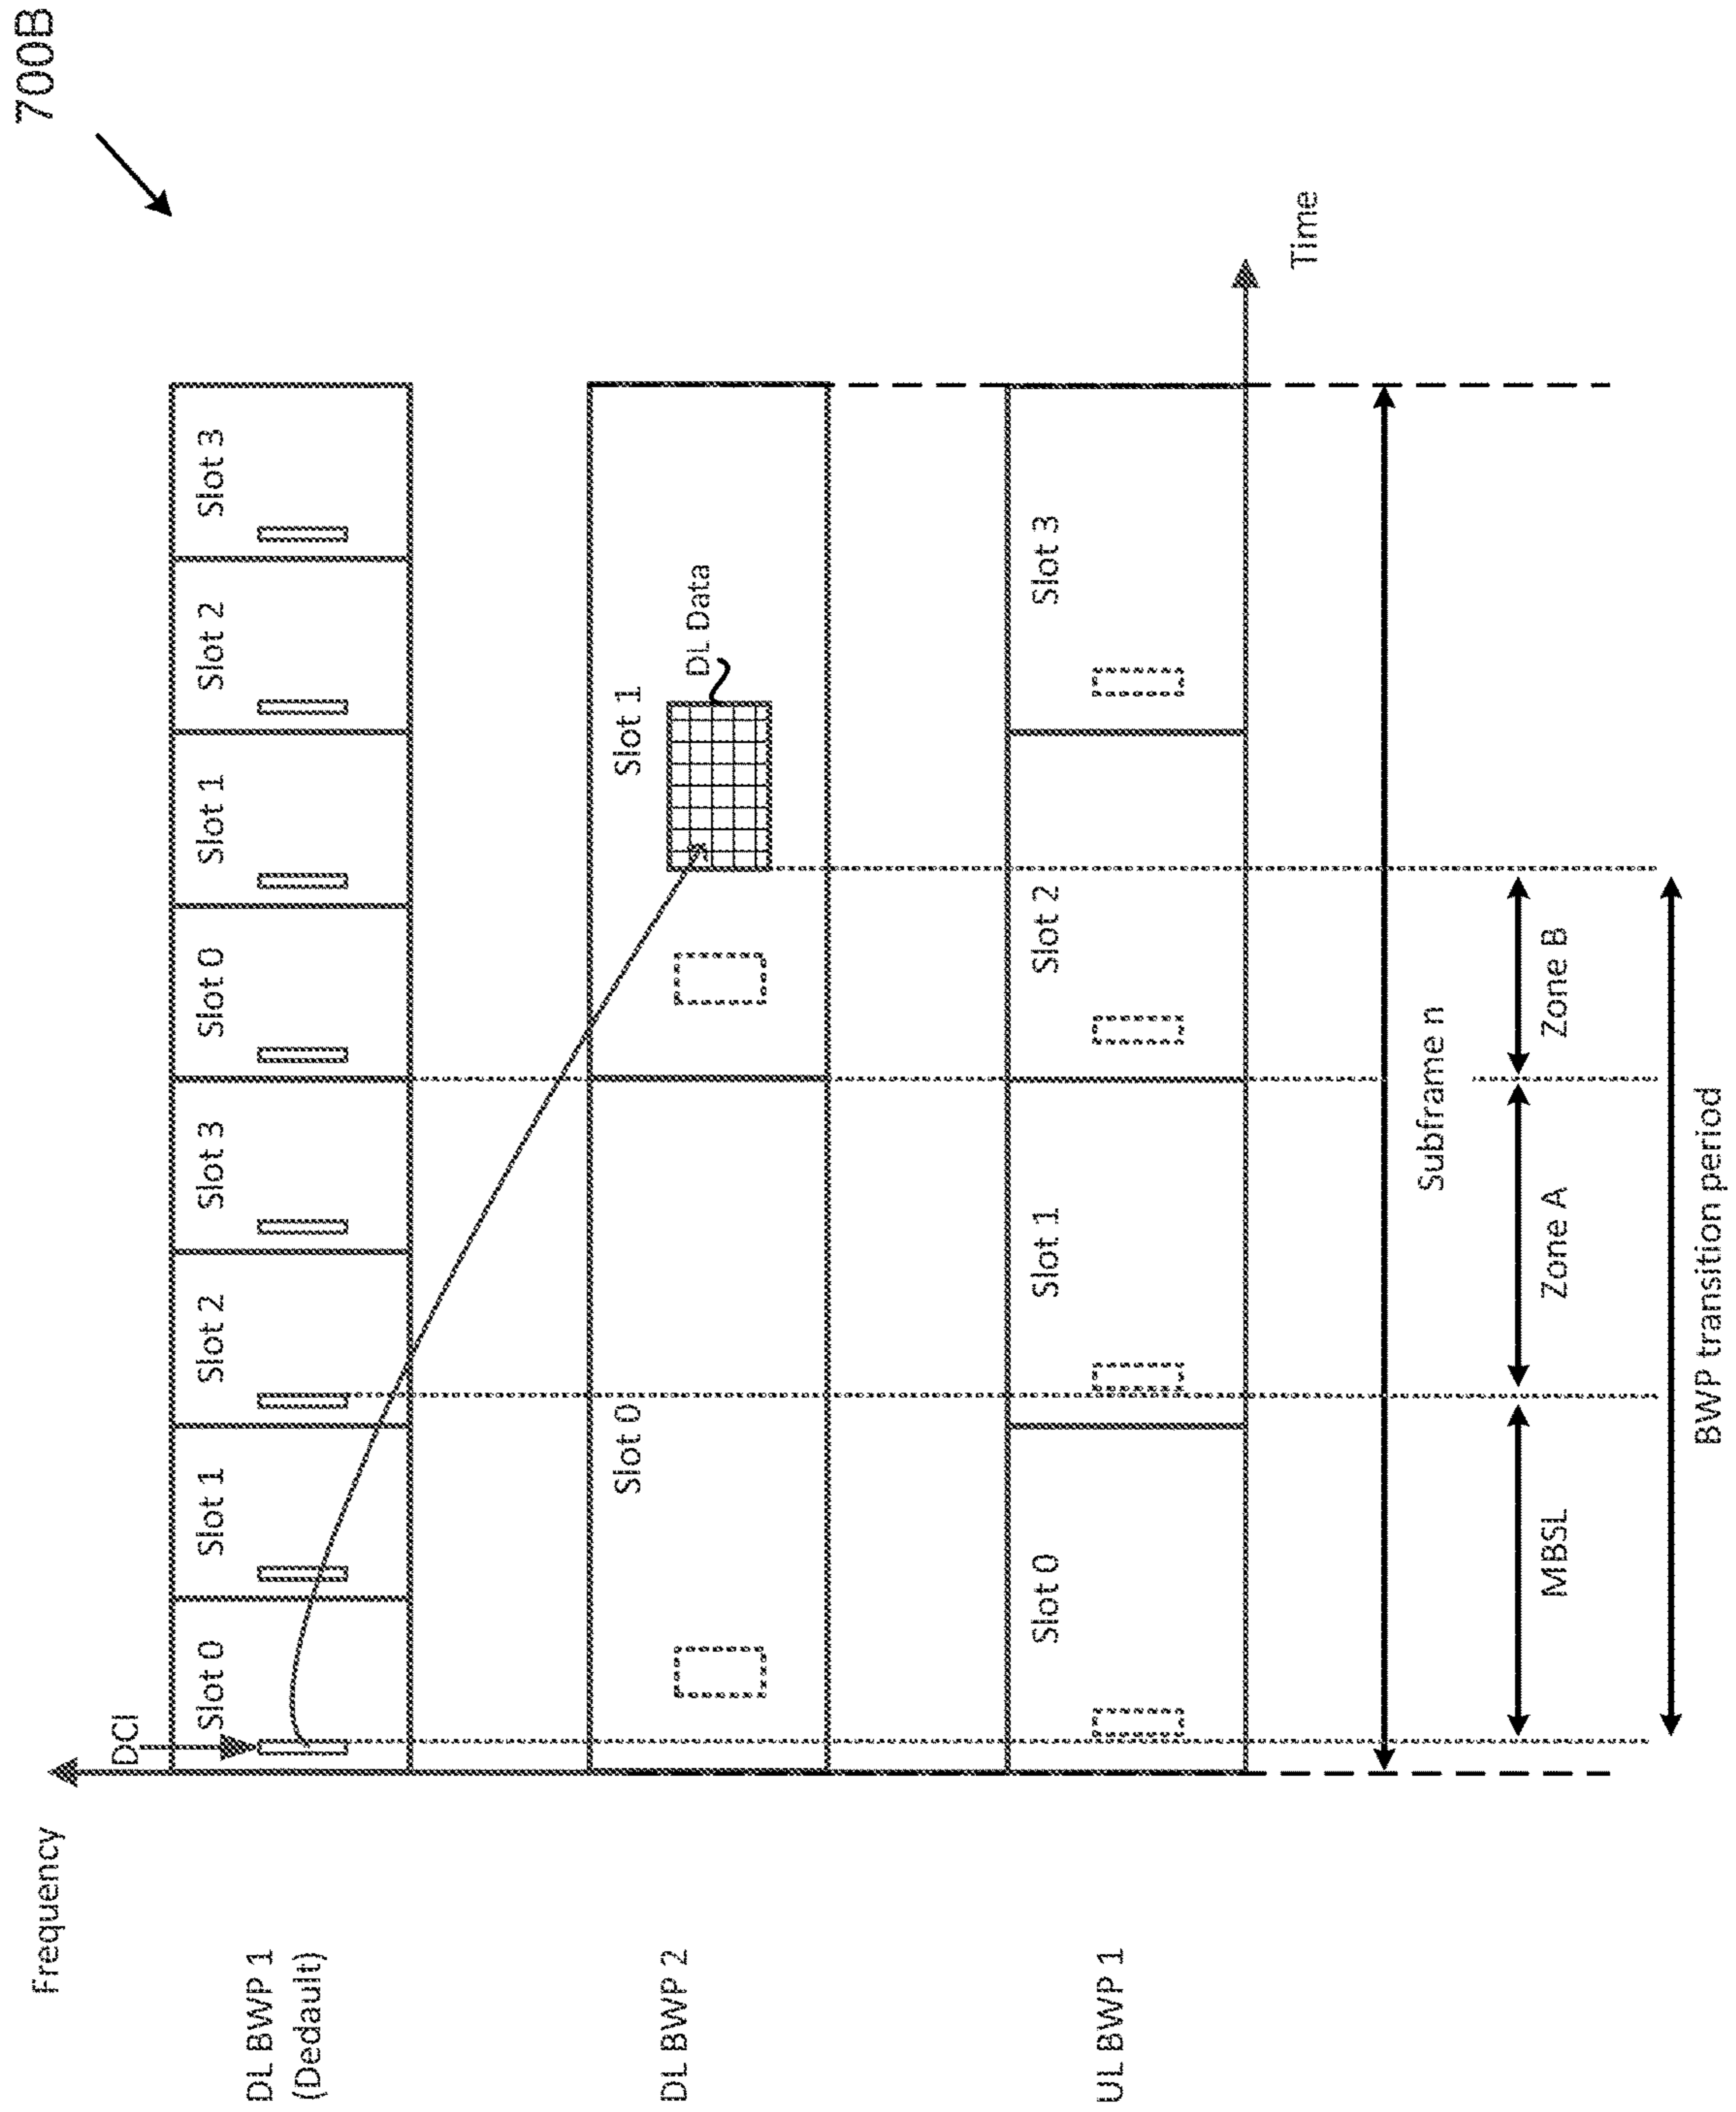 700B
Frequency
DCI
DL BWP 1
(Dedault)
Slot 0
Slot 1
Slot 2
Slot 3
Slot 0
Slot 1
Slot 2
Slot 3
DL BWP 2
Slot 0
Slot 1
DL Data
UL BWP 1
Slot 0
Slot 1
Slot 2
Slot 3
Time
Subframe n
MBSL
Zone A
Zone B
BWP transition period